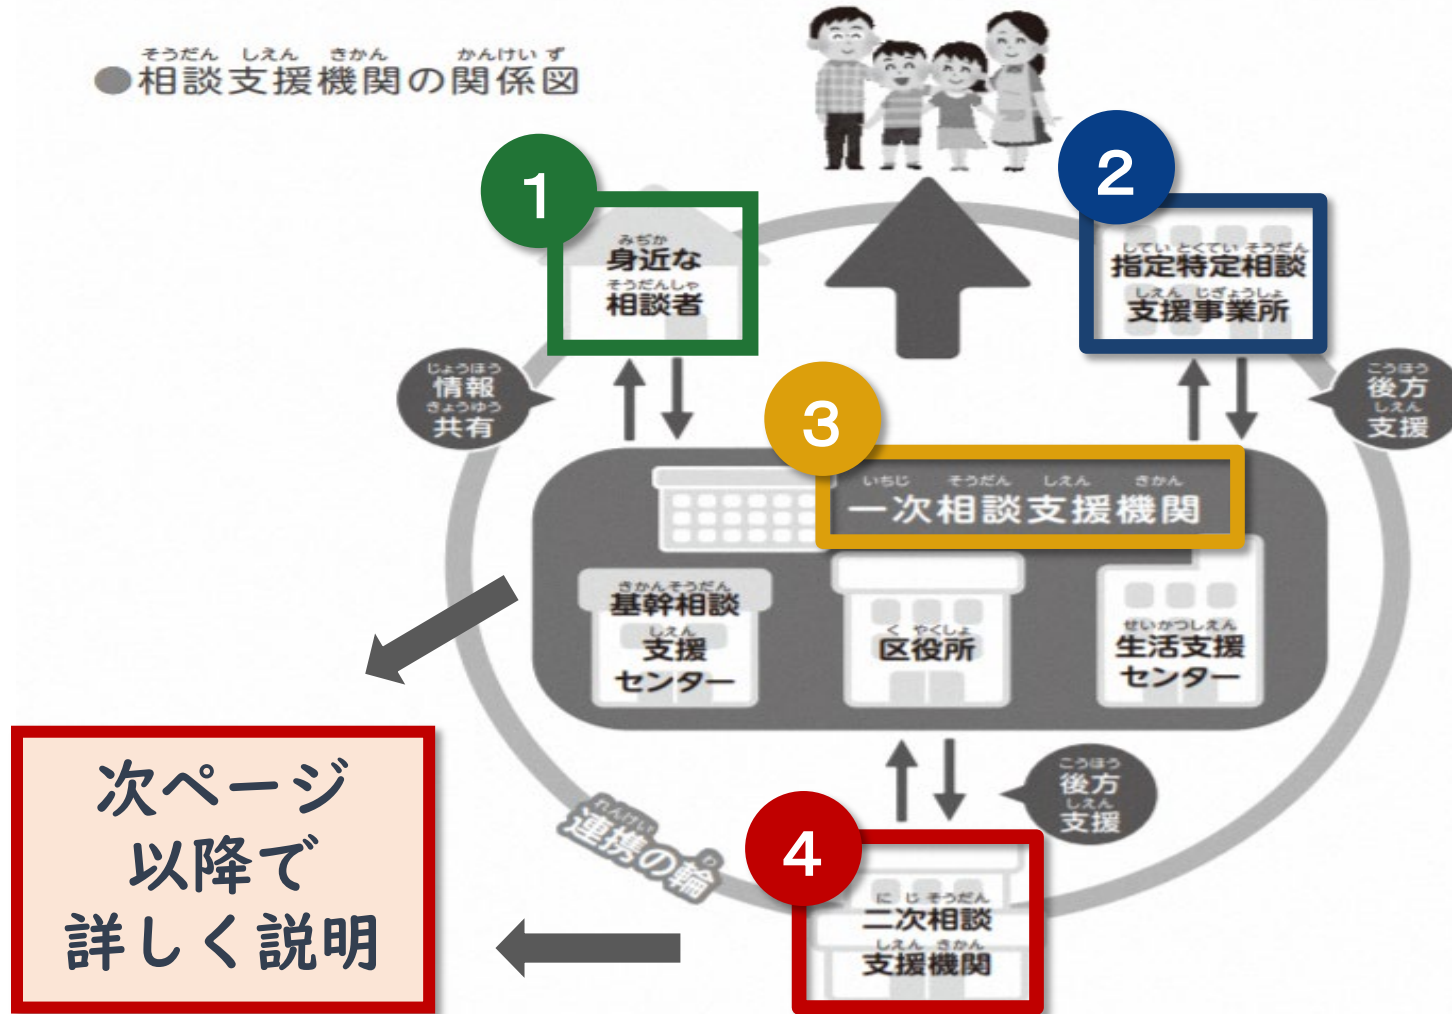 そうだん しえん きかん かんけい ず
●相談支援機関の関係図
1
みぢか
身近な
そうだんしゃ
相談者
2
してい とくてい そうだん
指定特定相談
しえん じぎょうしょ
支援事業所
じょうほう
情報
きょうゆう
共有
こうほう
後方
しえん
支援
3
いちじ そうだん しえん きかん
一次相談支援機関
きかんそうだん
基幹相談
しえん
支援
センター
く やくしょ
区役所
せいかつしえん
生活支援
センター
こうほう
後方
しえん
支援
れんけい わ
連携の輪
4
に じ そうだん
二次相談
しえん きかん
支援機関
次ページ
以降で
詳しく説明